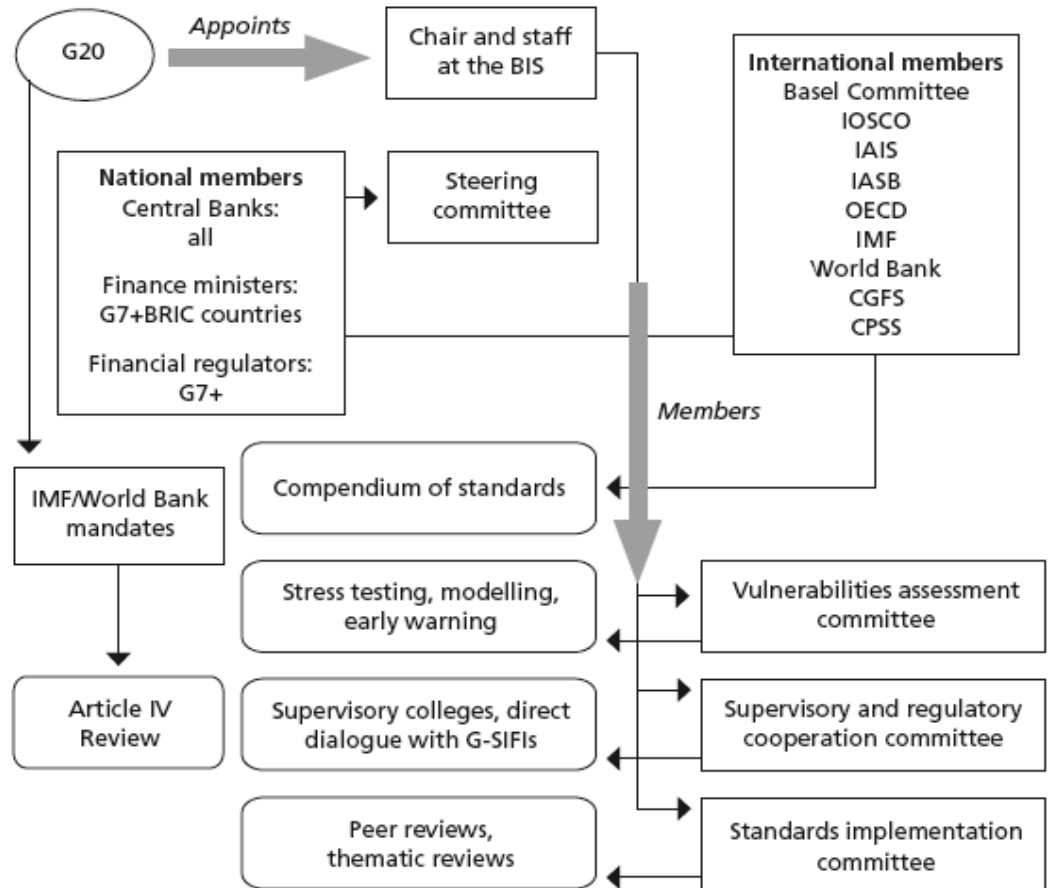 G20
Appoints
Chair and staff
at the BIS
International members
Basel Committee
IOSCO
IAIS
IASB
OECD
IMF
World Bank
CGFS
CPSS
National members
Central Banks:
all
Finance ministers:
G7+BRIC countries
Financial regulators:
G7+
Steering
committee
Members
IMF/World Bank
mandates
Compendium of standards
Stress testing, modelling,
early warning
Vulnerabilities assessment
committee
Article IV
Review
Supervisory colleges, direct
dialogue with G-SIFIs
Supervisory and regulatory
cooperation committee
Peer reviews,
thematic reviews
Standards implementation
committee